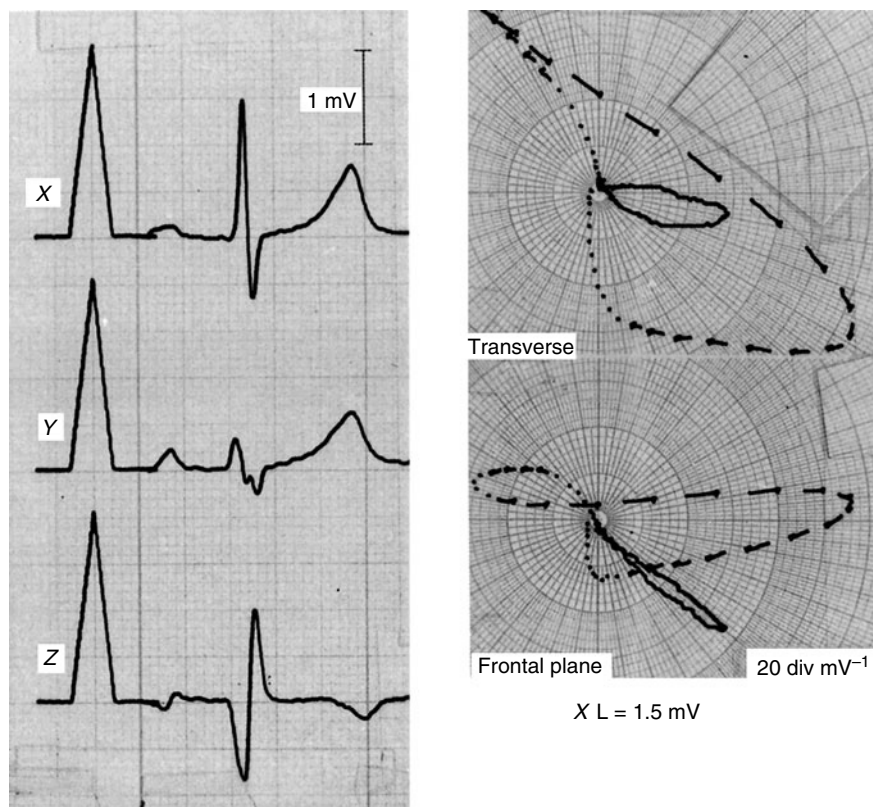 1 mV
X
Y
Z
Transverse
Frontal plane
20 div mV⁻¹
X L = 1.5 mV